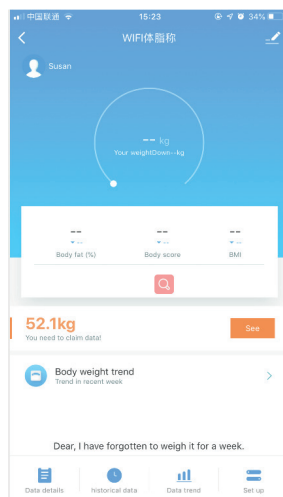 中国联通 15:23 34%
WIFI体脂称
Susan
-- kg
Your weightDown--kg
-- -- --
-- -- --
Body fat (%) Body score BMI
52.1kg
You need to claim data!
See
Body weight trend
Trend in recent week
Dear, I have forgotten to weigh it for a week.
Data details historical data Data trend Set up